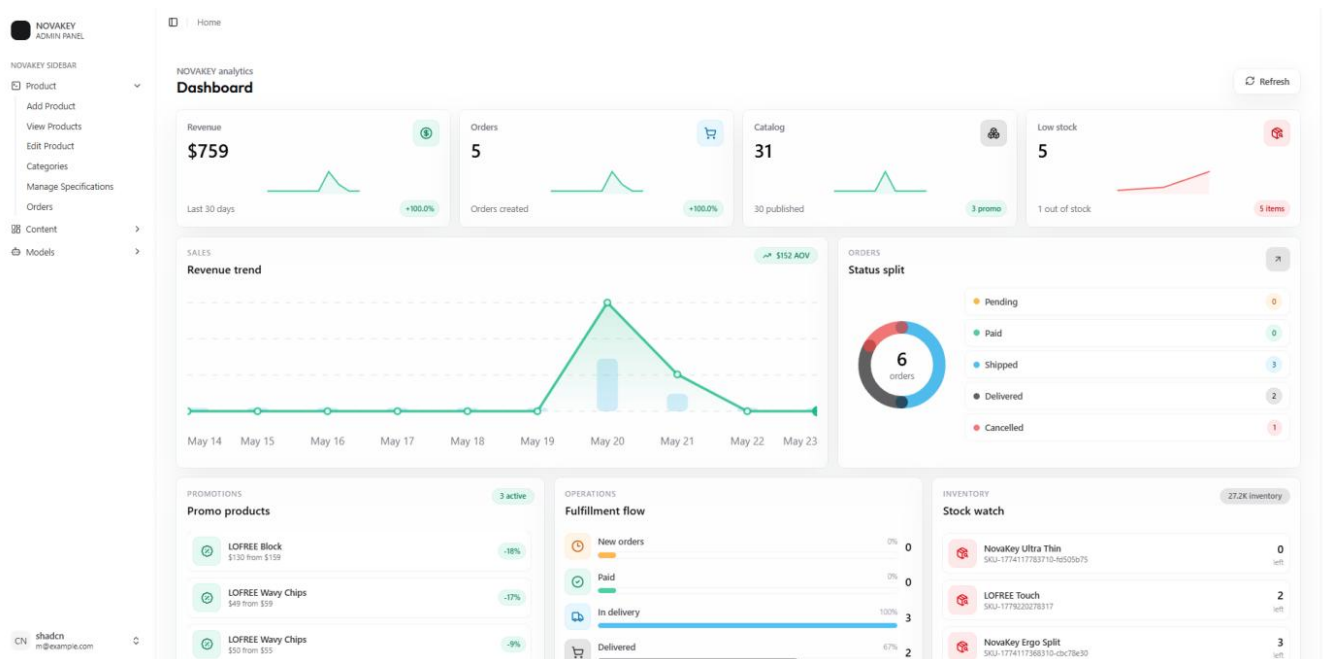 NOVAKEY
ADMIN PANEL
NOVAKEY SIDEBAR
Product
Add Product
View Products
Edit Product
Categories
Manage Specifications
Orders
Content
Models
CN
shadcn
m@example.com
Home
NOVAKEY analytics
Dashboard
Refresh
Revenue
$759
Last 30 days
+100.0%
Orders
5
Orders created
+100.0%
Catalog
31
30 published
3 promo
Low stock
5
1 out of stock
5 items
SALES
Revenue trend
$152 AOV
May 14 May 15 May 16 May 17 May 18 May 19 May 20 May 21 May 22 May 23
ORDERS
Status split
6
orders
Pending 0
Paid 0
Shipped 3
Delivered 2
Cancelled 1
PROMOTIONS
Promo products
3 active
LOFREE Block
$130 from $159
-18%
LOFREE Wavy Chips
$49 from $59
-17%
LOFREE Wavy Chips
$50 from $55
-9%
OPERATIONS
Fulfillment flow
New orders 0% 0
Paid 0% 0
In delivery 100% 3
Delivered 67% 2
INVENTORY
Stock watch
27.2K inventory
NovaKey Ultra Thin
SKU-1774117783710-fd505b75
0
left
LOFREE Touch
SKU-1779220278317
2
left
NovaKey Ergo Split
SKU-1774117368310-cbc78e30
3
left